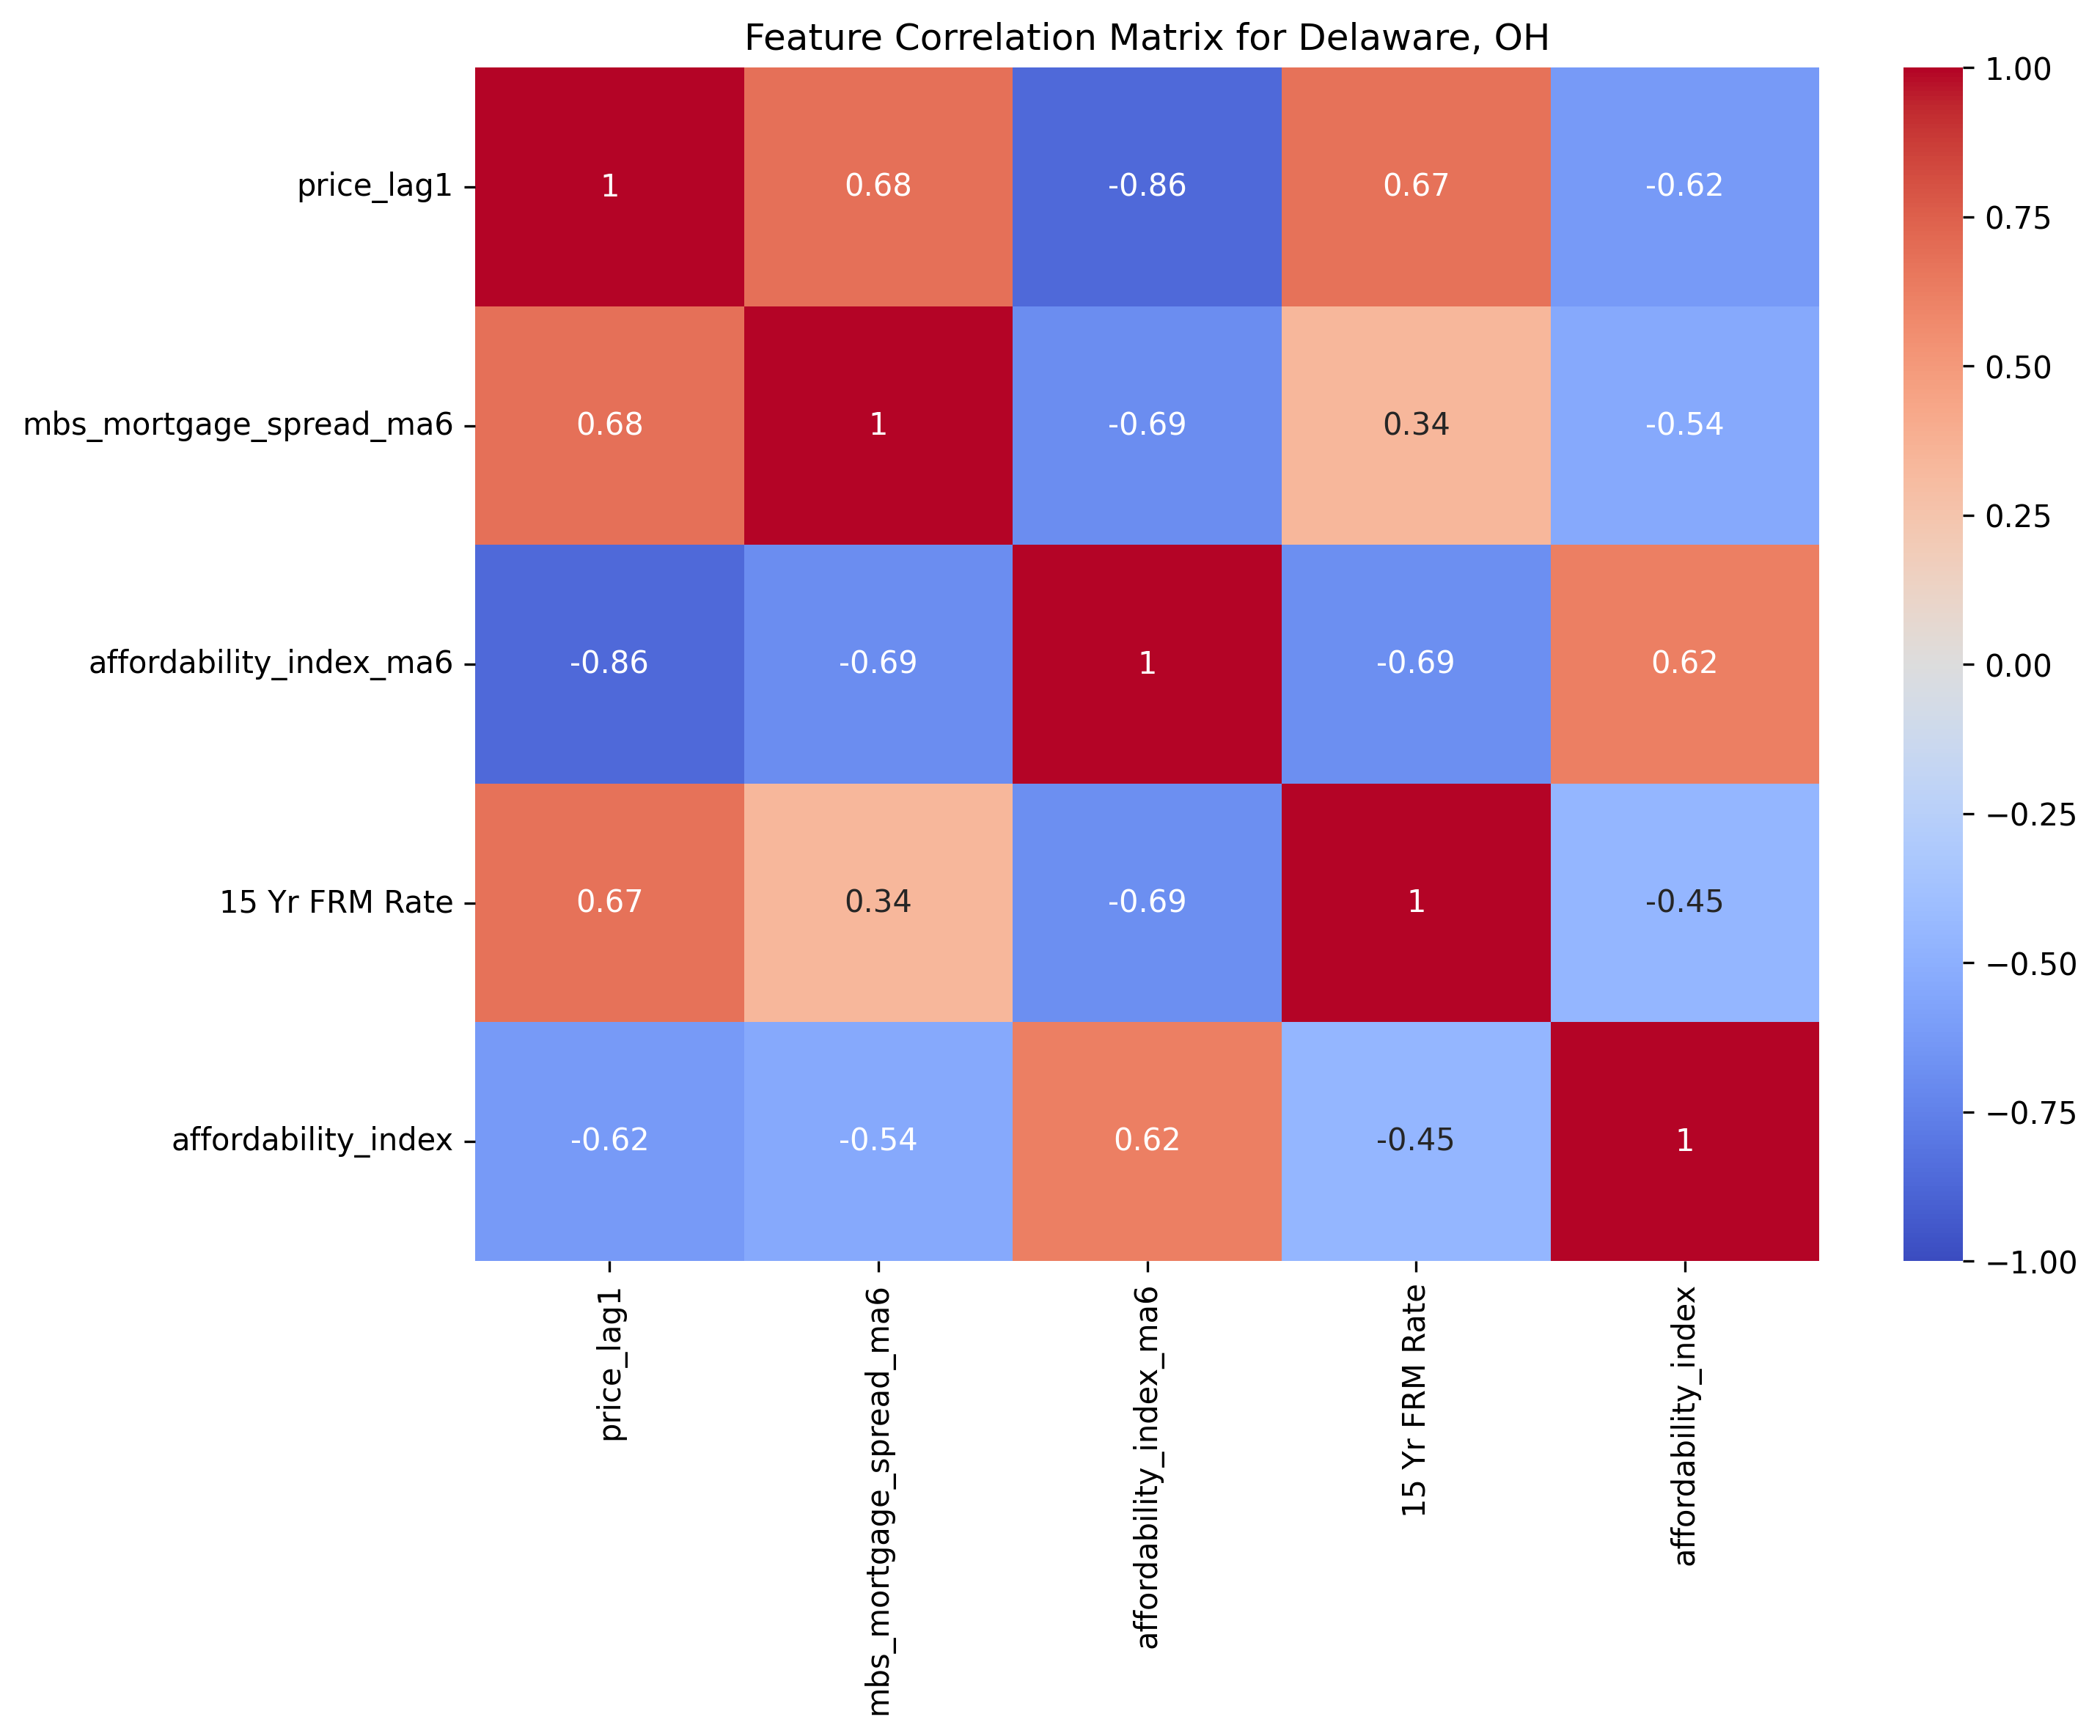 Feature Correlation Matrix for Delaware, OH
price_lag1 1 0.68 -0.86 0.67 -0.62
mbs_mortgage_spread_ma6 0.68 1 -0.69 0.34 -0.54
affordability_index_ma6 -0.86 -0.69 1 -0.69 0.62
15 Yr FRM Rate 0.67 0.34 -0.69 1 -0.45
affordability_index -0.62 -0.54 0.62 -0.45 1
price_lag1
mbs_mortgage_spread_ma6
affordability_index_ma6
15 Yr FRM Rate
affordability_index
1.00
0.75
0.50
0.25
0.00
−0.25
−0.50
−0.75
−1.00